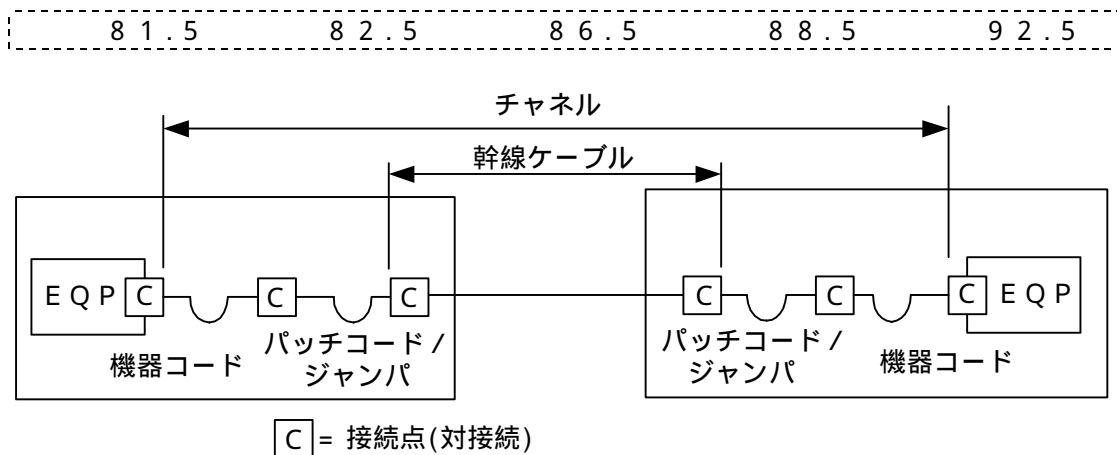 81.5 82.5 86.5 88.5 92.5
チャネル
幹線ケーブル
EQP C C C C C C EQP
機器コード パッチコード/ パッチコード/ 機器コード
ジャンパ ジャンパ
C = 接続点(対接続)